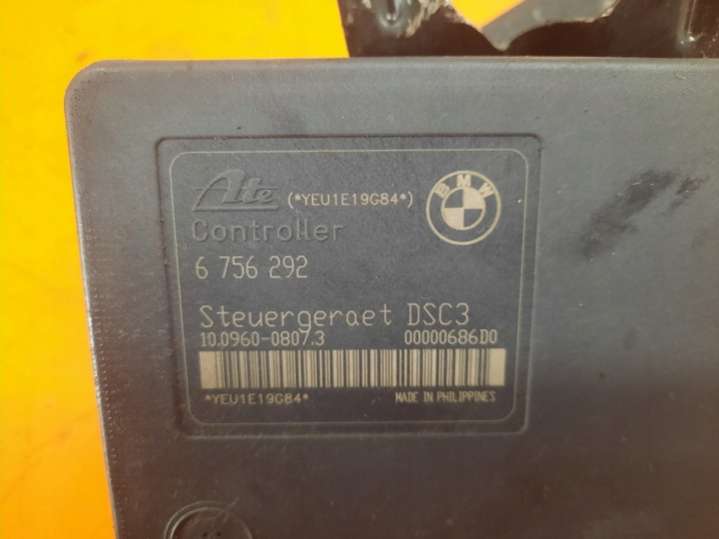 Ate (*YEU1E19G84*) BMW
Controller
6 756 292
Steuergeraet DSC3
10.0960-0807.3 00000686D0
*YEU1E19G84* MADE IN PHILIPPINES